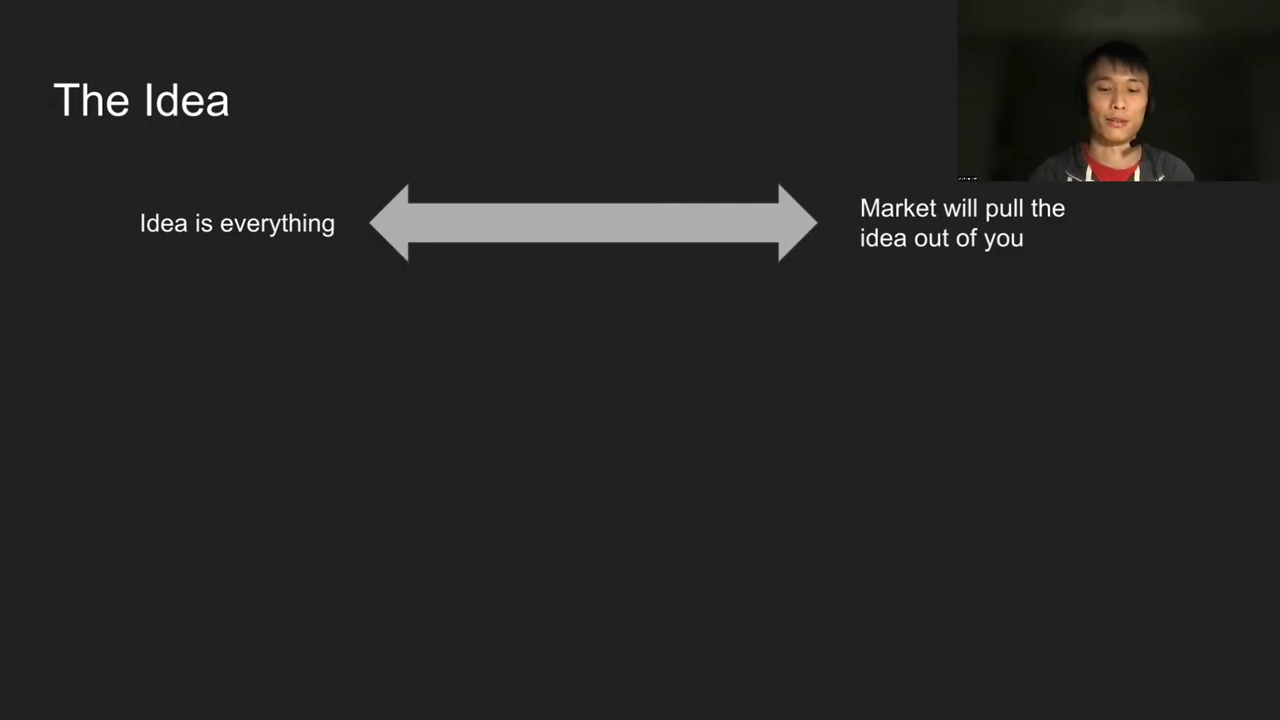 The Idea
Idea is everything
Market will pull the
idea out of you